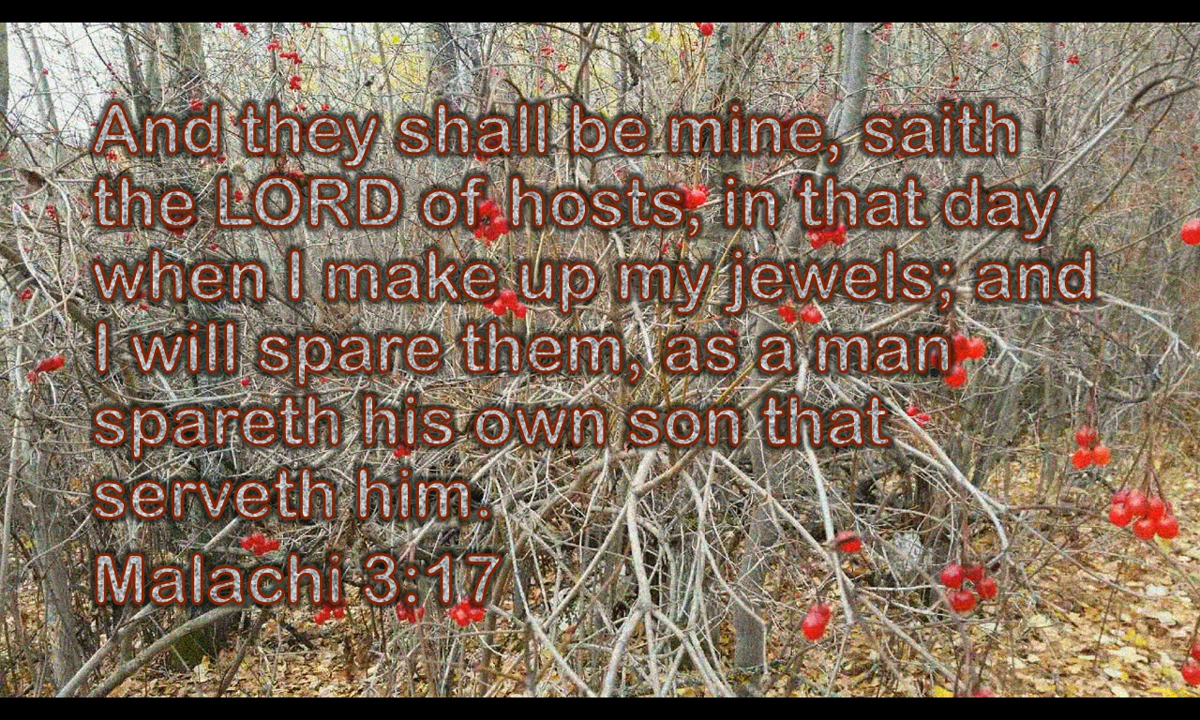 And they shall be mine, saith
the LORD of hosts, in that day
when I make up my jewels; and
I will spare them, as a man
spareth his own son that
serveth him.
Malachi 3:17